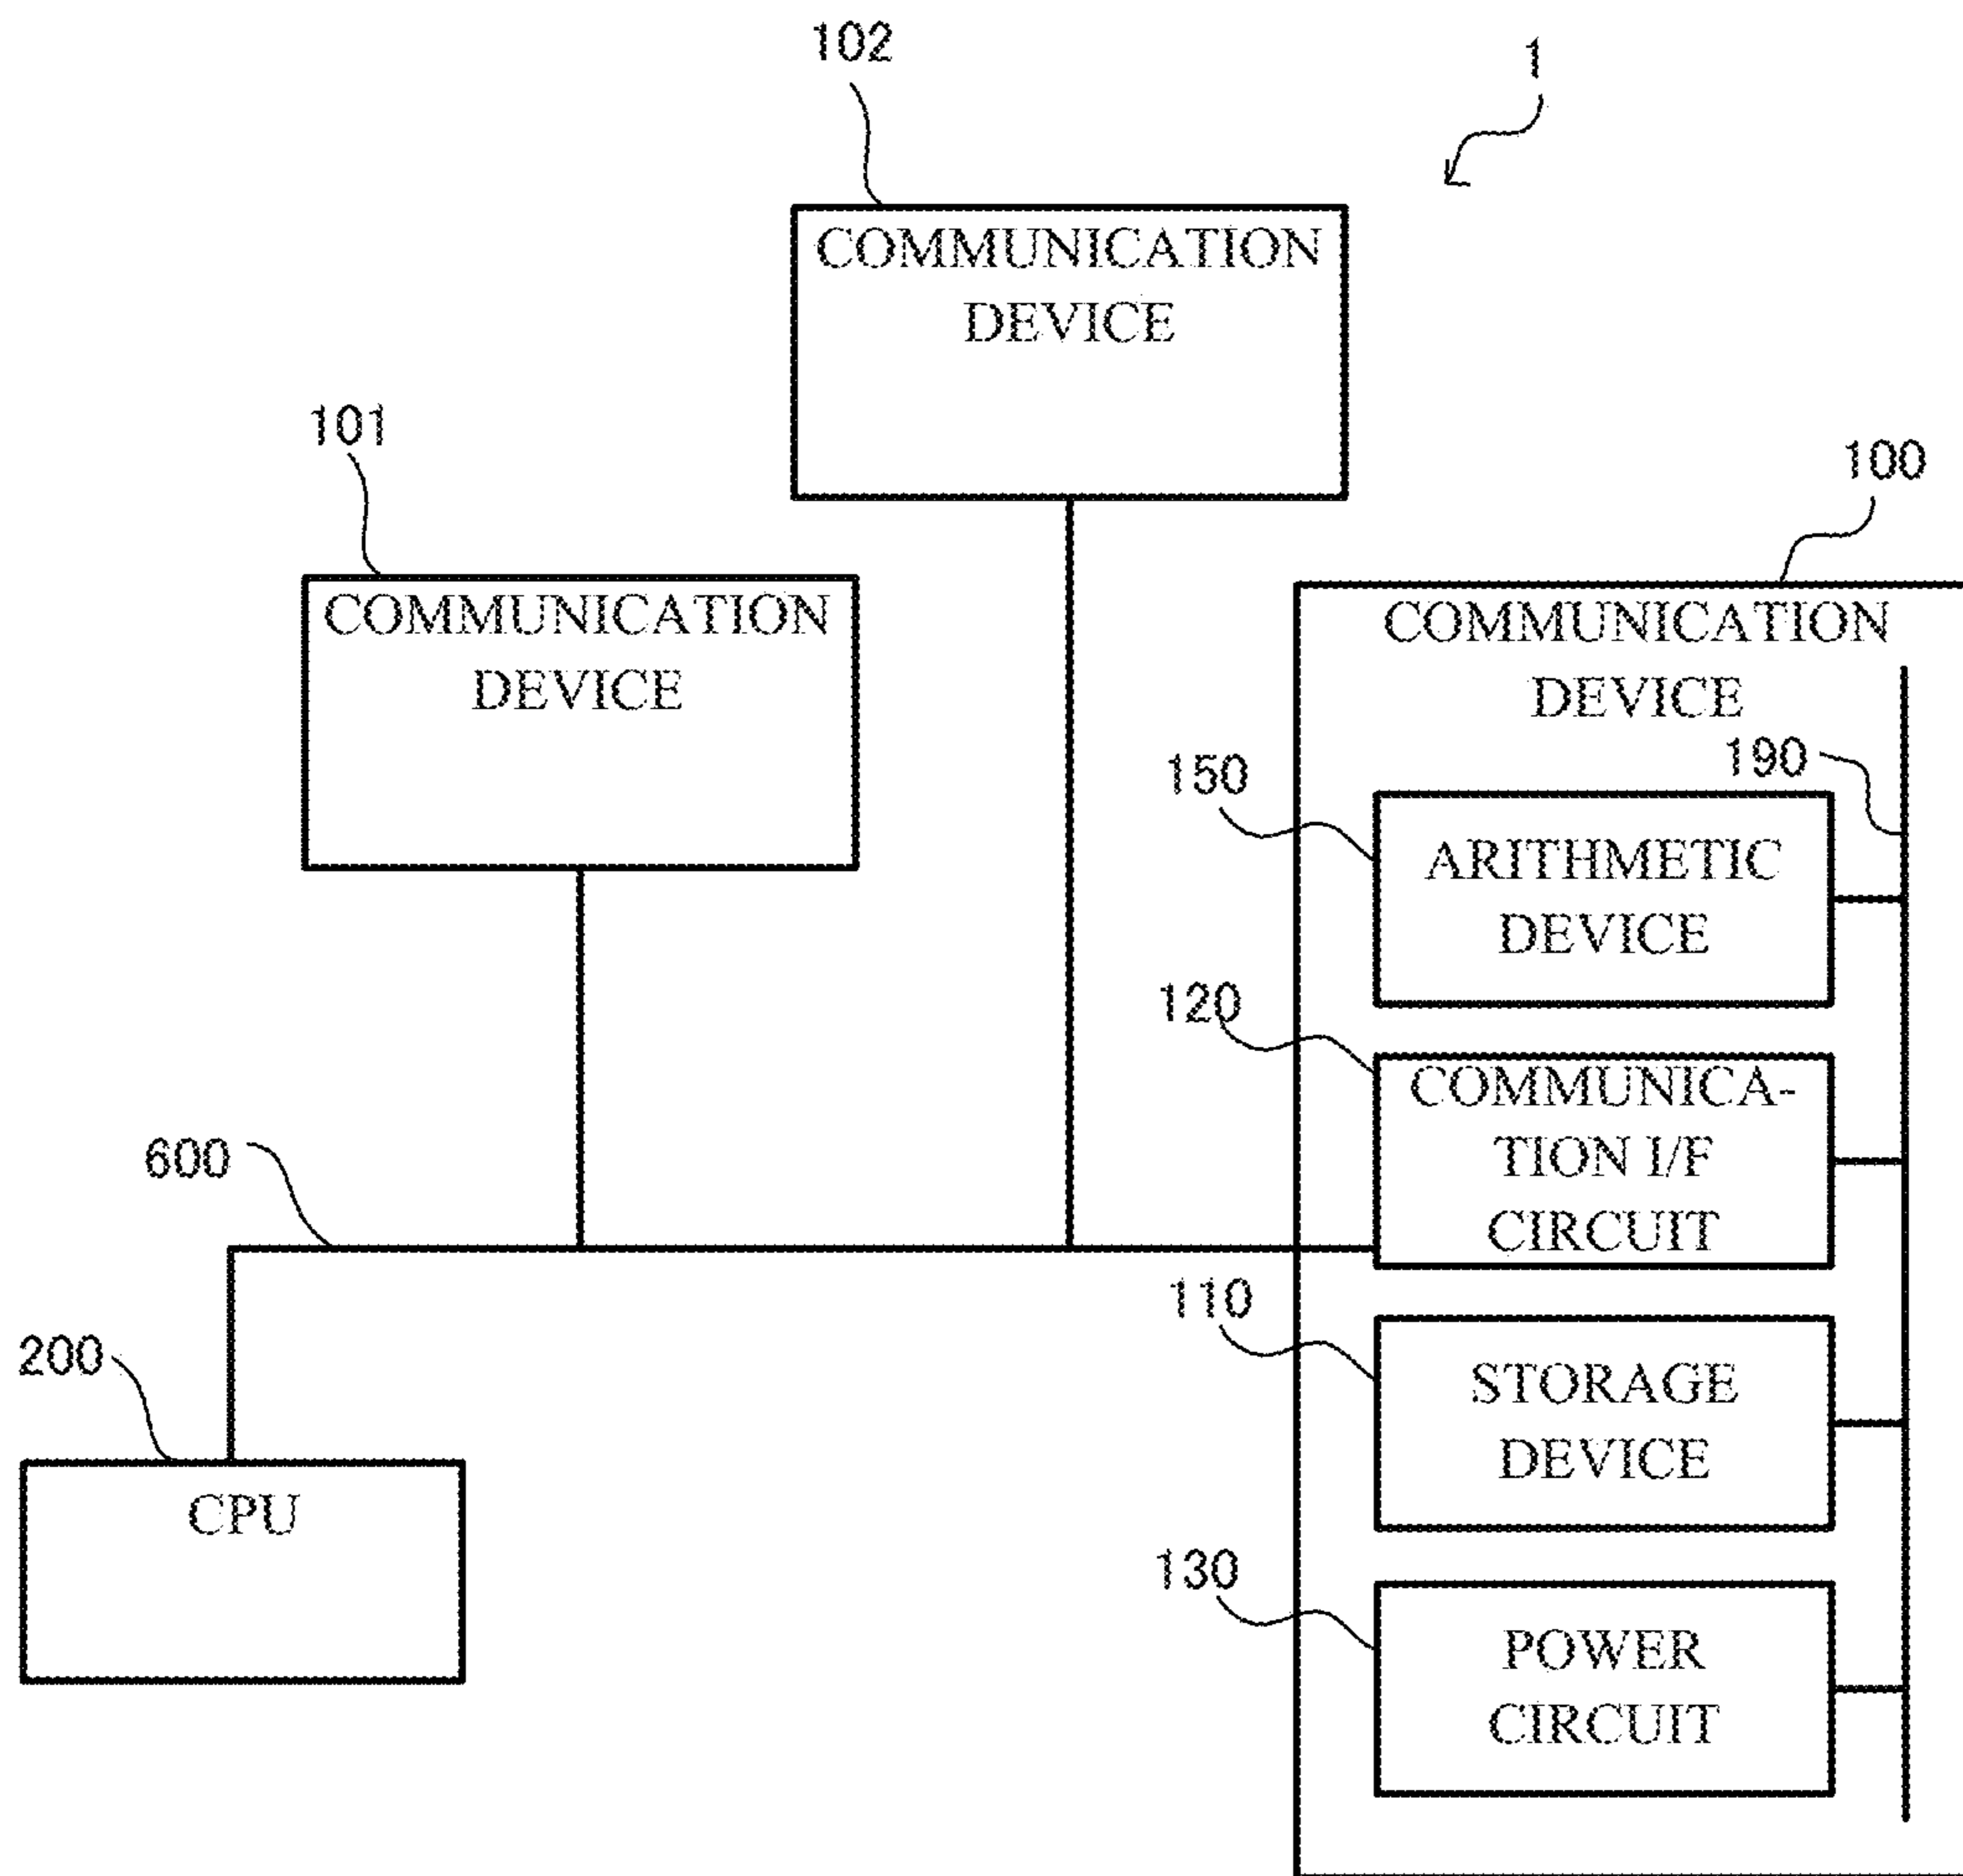 102
1
COMMUNICATION
DEVICE
101
COMMUNICATION
DEVICE
100
COMMUNICATION
DEVICE
190
150
ARITHMETIC
DEVICE
120
COMMUNICA-
TION I/F
CIRCUIT
600
110
STORAGE
DEVICE
200
CPU
130
POWER
CIRCUIT